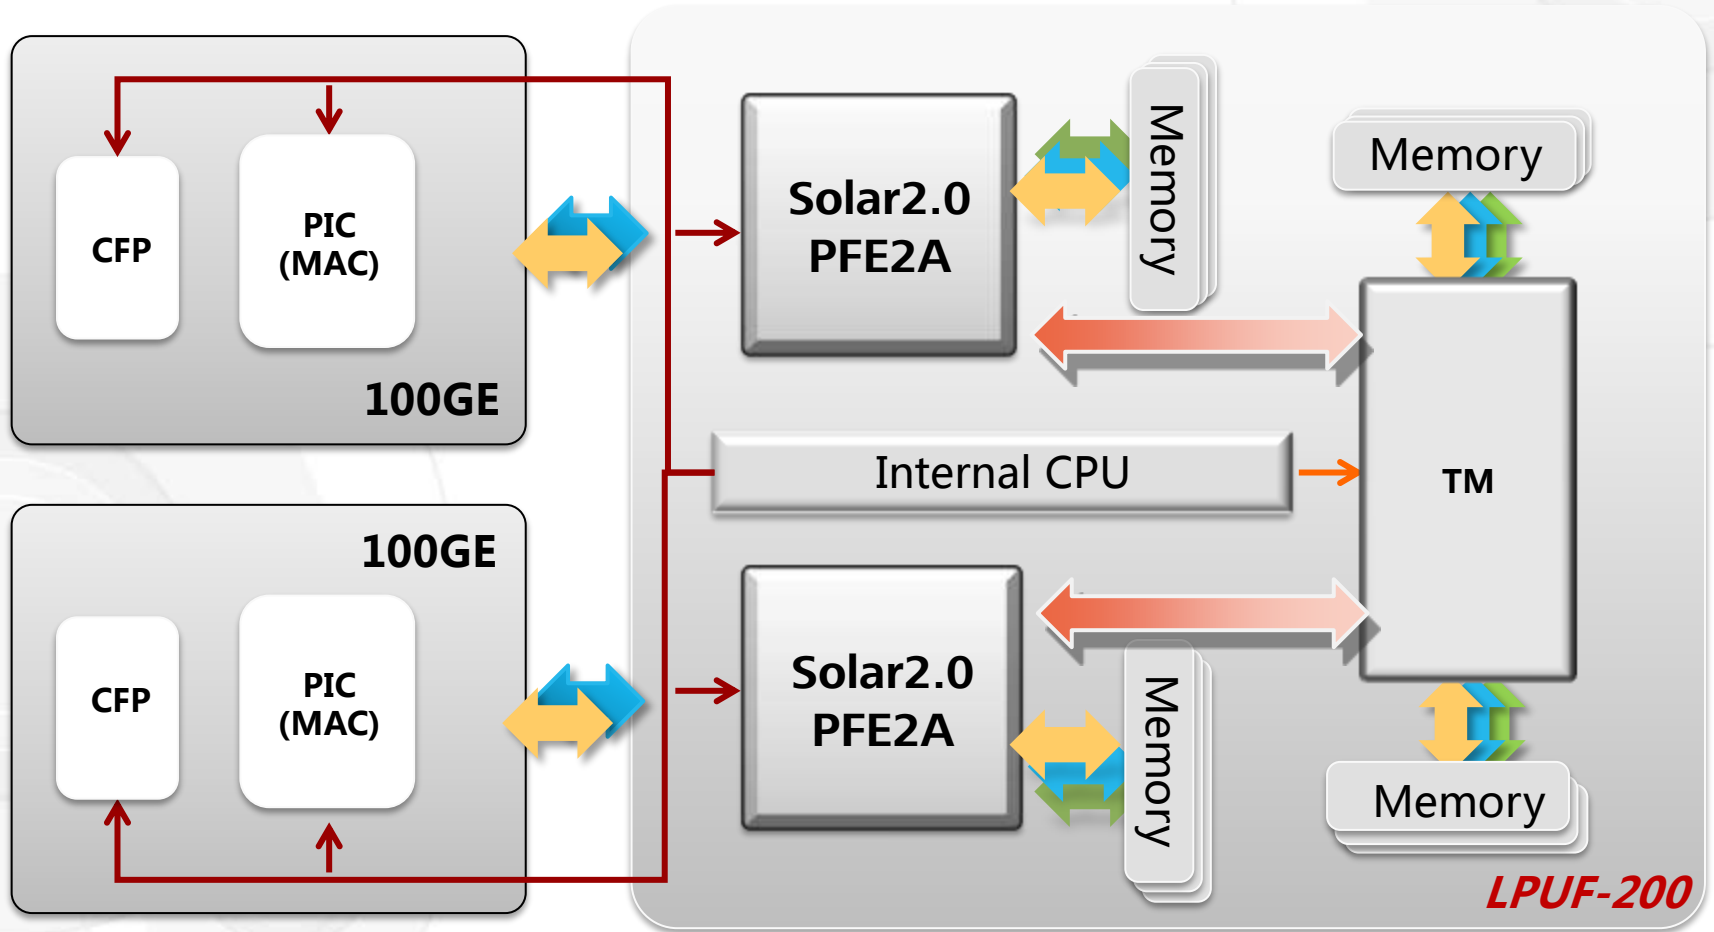 CFP
PIC
(MAC)
100GE
Solar2.0
PFE2A
Memory
Memory
Internal CPU
TM
100GE
CFP
PIC
(MAC)
Solar2.0
PFE2A
Memory
Memory
LPUF-200